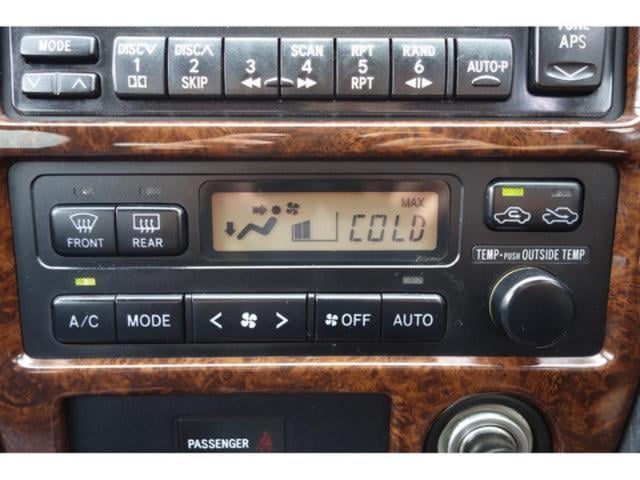 TUNE
MODE DISC DISC SCAN RPT RAND AUTO·P APS
1 2 3 4 5 6
SKIP RPT
MAX
COLD
FRONT REAR
TEMP·PUSH OUTSIDE TEMP
A/C MODE < > OFF AUTO
PASSENGER